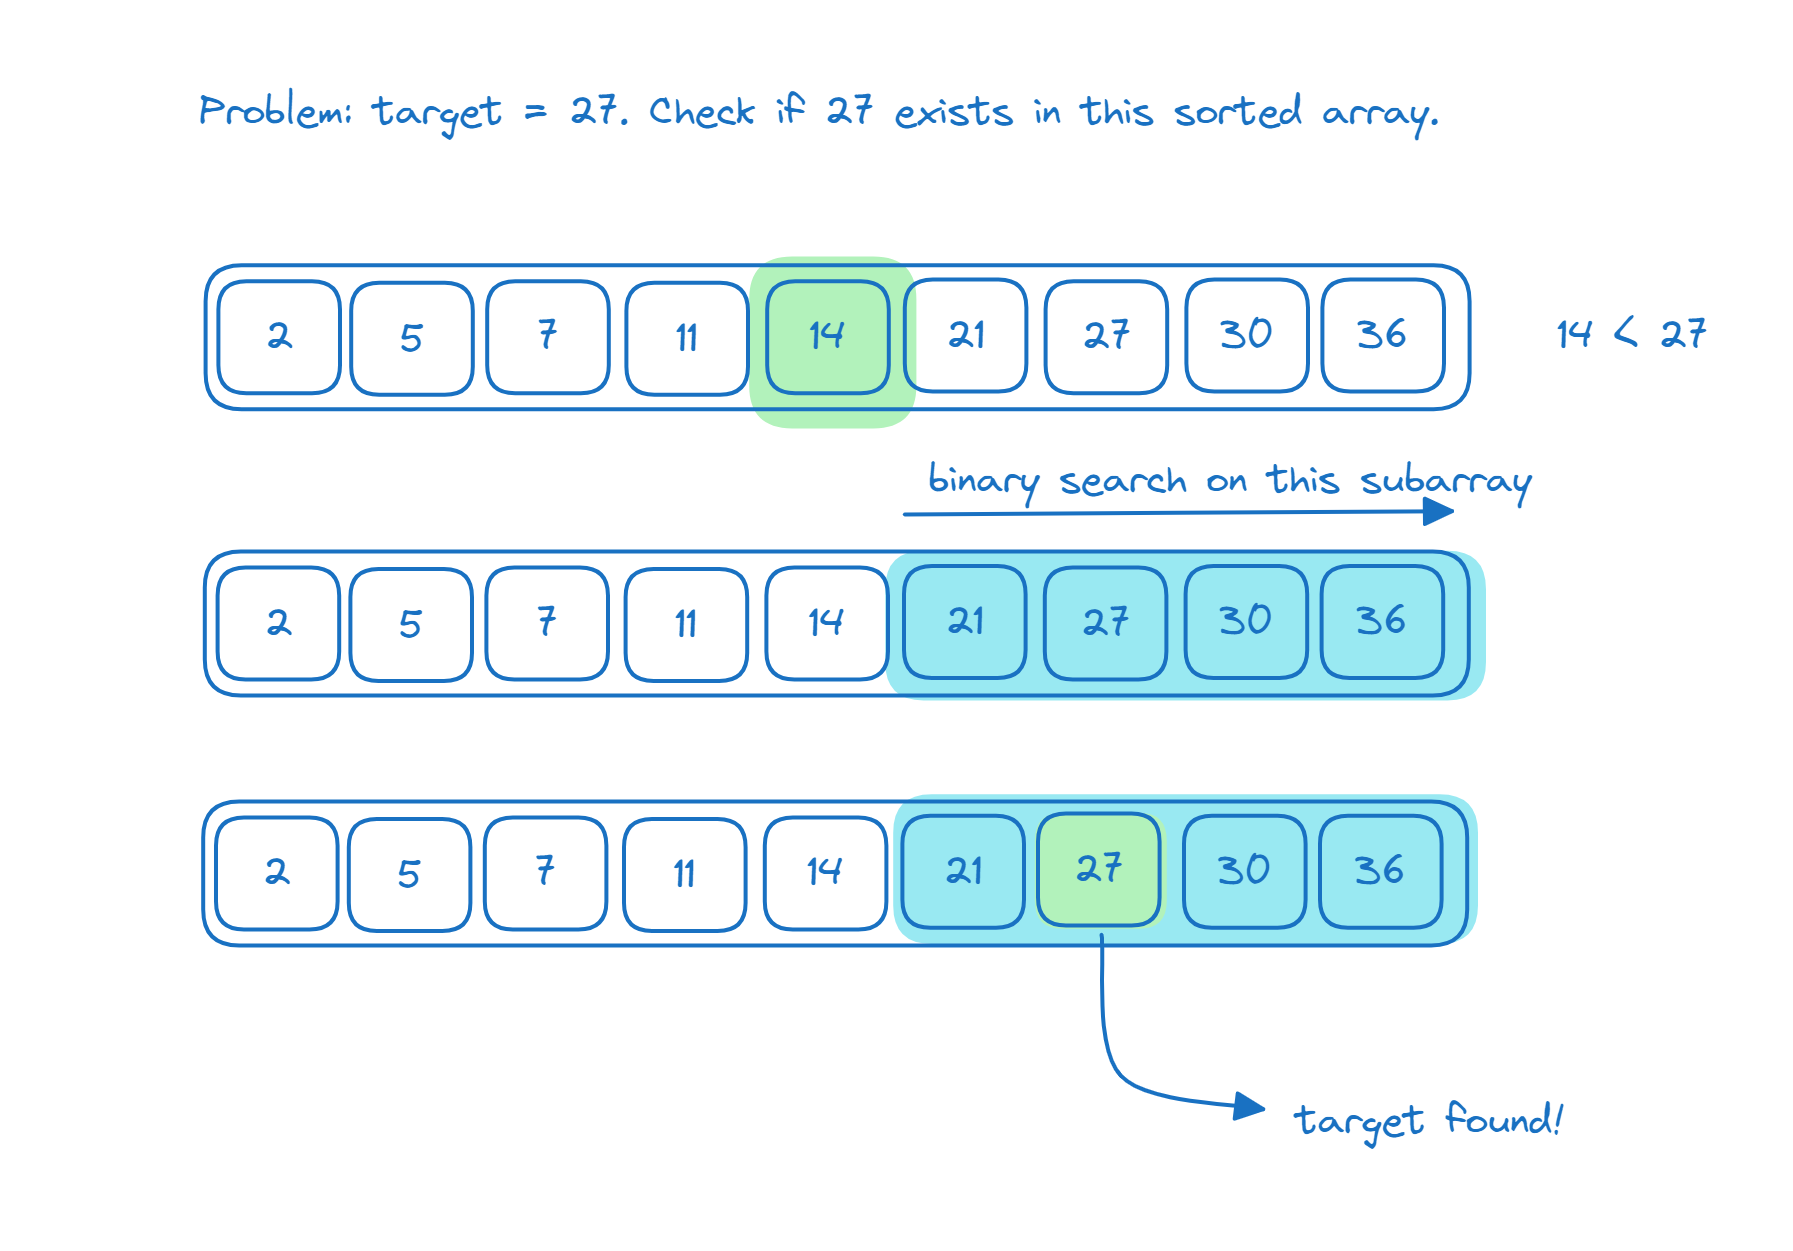 Problem: target = 27. Check if 27 exists in this sorted array.
2 5 7 11 14 21 27 30 36 14 < 27
binary search on this subarray
2 5 7 11 14 21 27 30 36
2 5 7 11 14 21 27 30 36
target found!